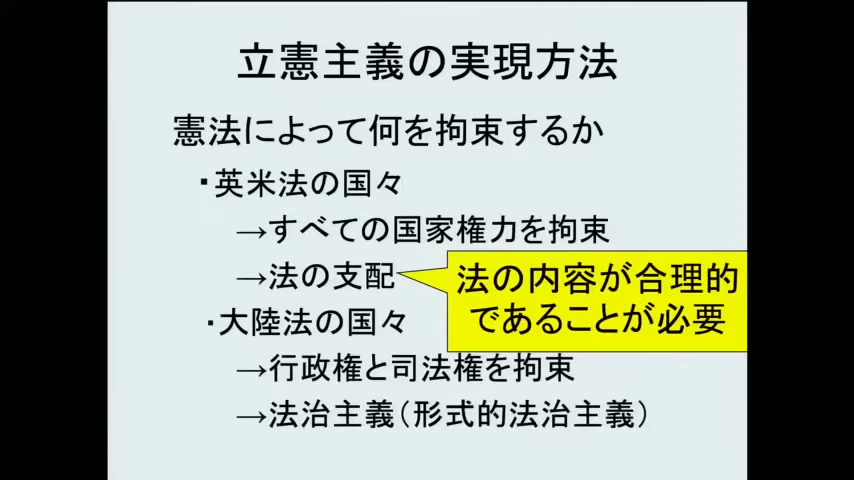 立憲主義の実現方法
憲法によって何を拘束するか
・英米法の国々
→すべての国家権力を拘束
→法の支配
法の内容が合理的
であることが必要
・大陸法の国々
→行政権と司法権を拘束
→法治主義（形式的法治主義）